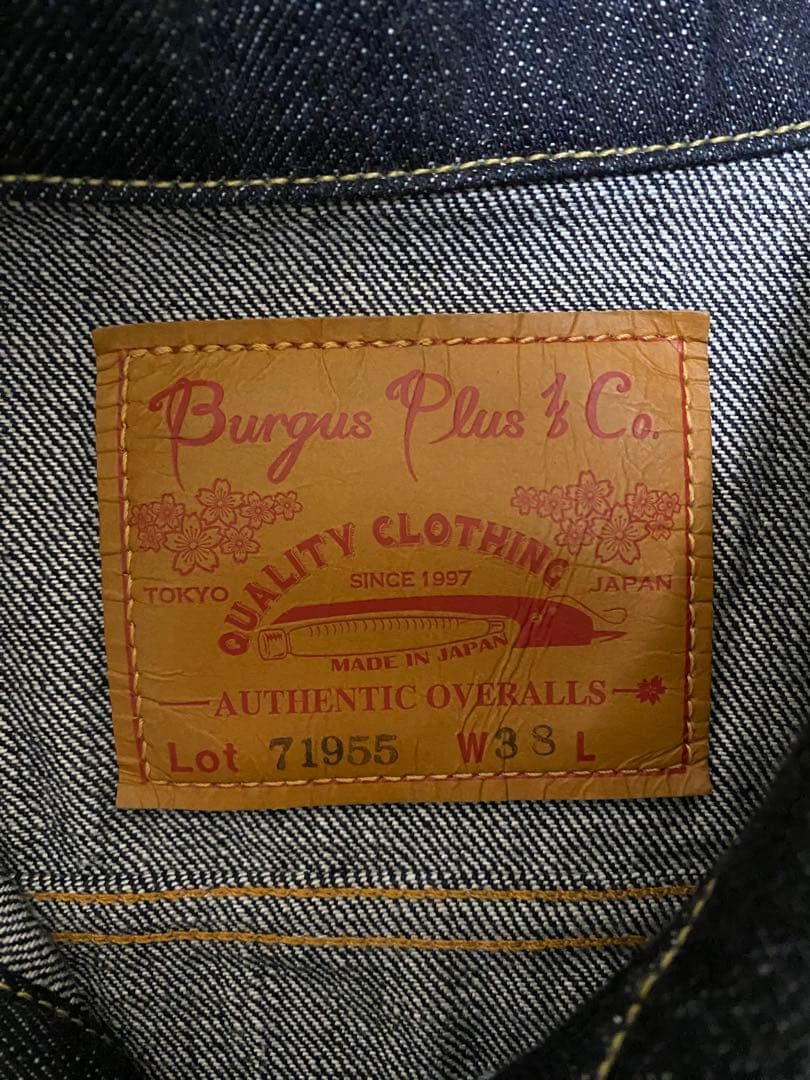 Burgus Plus & Co.
QUALITY CLOTHING
SINCE 1997
TOKYO
JAPAN
MADE IN JAPAN
AUTHENTIC OVERALLS
Lot 71955 W38 L